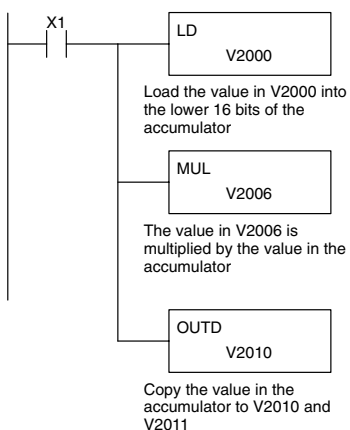 X1
LD
V2000
Load the value in V2000 into
the lower 16 bits of the
accumulator
MUL
V2006
The value in V2006 is
multiplied by the value in the
accumulator
OUTD
V2010
Copy the value in the
accumulator to V2010 and
V2011